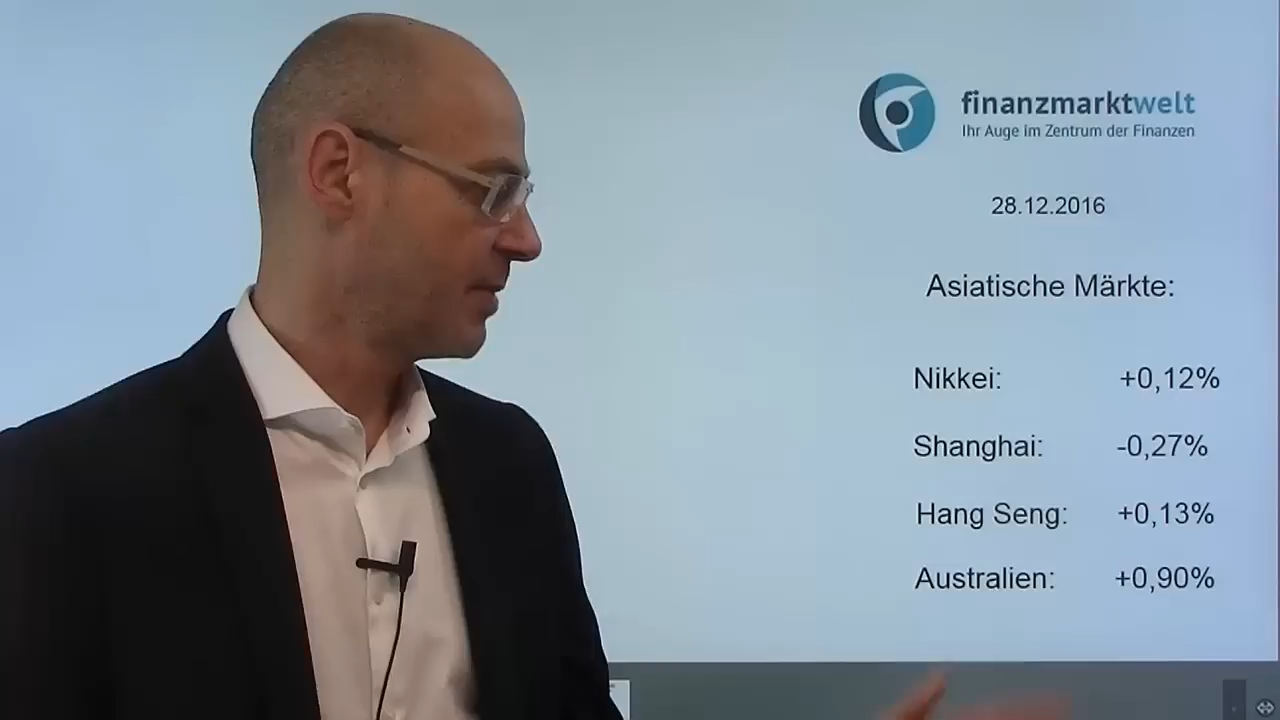 finanzmarktwelt
Ihr Auge im Zentrum der Finanzen
28.12.2016
Asiatische Märkte:
Nikkei: +0,12%
Shanghai: -0,27%
Hang Seng: +0,13%
Australien: +0,90%